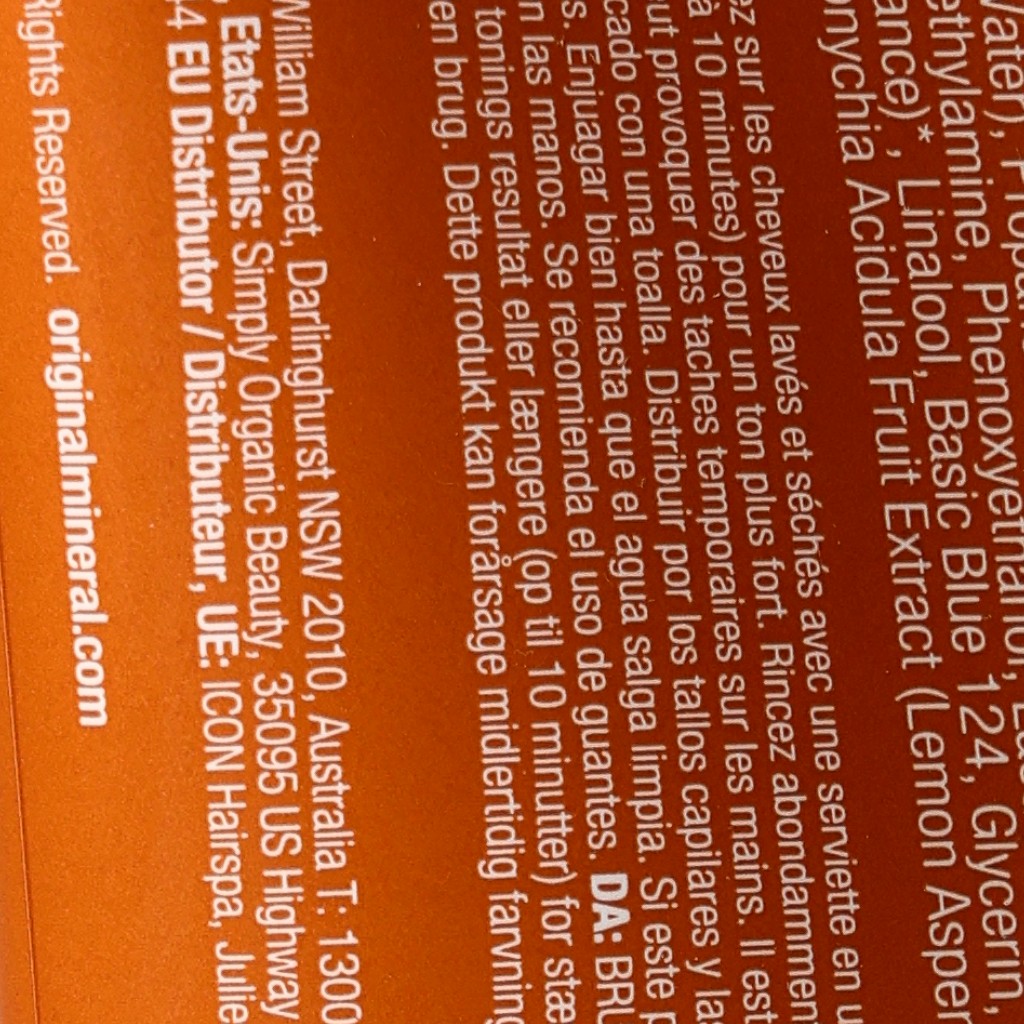 Water), Propa
ethylamine, Phenoxyethanol,
ance)*, Linalool, Basic Blue 124, Glycerin,
onychia Acidula Fruit Extract (Lemon Asper
ez sur les cheveux lavés et séchés avec une serviette en u
à 10 minutes) pour un ton plus fort. Rincez abondammen
ut provoquer des taches temporaires sur les mains. Il est
cado con una toalla. Distribuir por los tallos capilares y las
s. Enjuagar bien hasta que el agua salga limpia. Si este p
n las manos. Se recomienda el uso de guantes. DA: BRU
tonings resultat eller længere (op til 10 minutter) for stæ
en brug. Dette produkt kan forårsage midlertidig farvning
William Street, Darlinghurst NSW 2010, Australia T: 1300
, Etats-Unis: Simply Organic Beauty, 35095 US Highway
44 EU Distributor / Distributeur, UE: ICON Hairspa, Julie
Rights Reserved. originalmineral.com